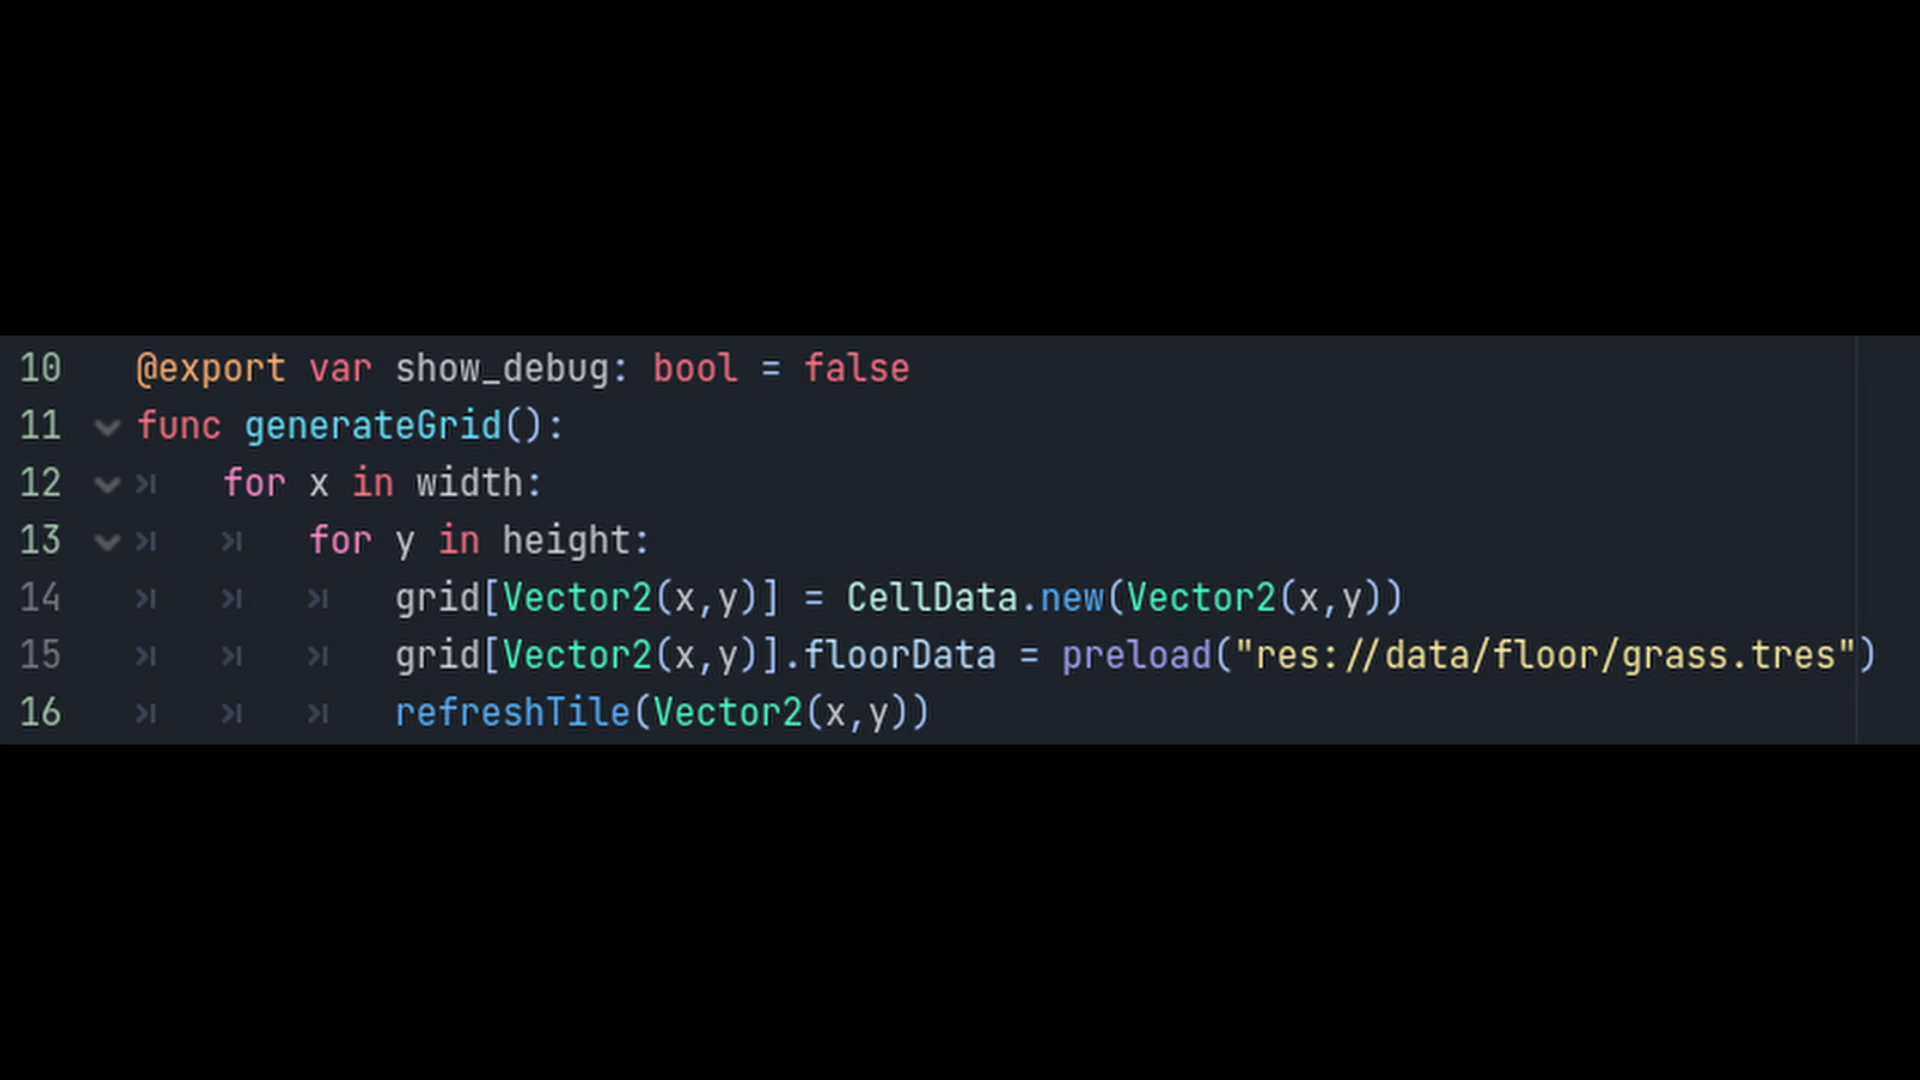 10 @export var show_debug: bool = false
11 func generateGrid():
12 for x in width:
13 for y in height:
14 grid[Vector2(x,y)] = CellData.new(Vector2(x,y))
15 grid[Vector2(x,y)].floorData = preload("res://data/floor/grass.tres")
16 refreshTile(Vector2(x,y))